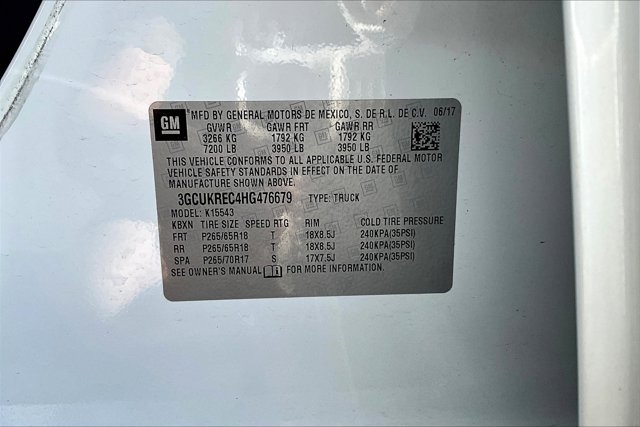 GM
MFD BY GENERAL MOTORS DE MEXICO, S. DE R.L. DE C.V. 06/17
GVWR GAWR FRT GAWR RR
3266 KG 1792 KG 1792 KG
7200 LB 3950 LB 3950 LB
THIS VEHICLE CONFORMS TO ALL APPLICABLE U.S. FEDERAL MOTOR
VEHICLE SAFETY STANDARDS IN EFFECT ON THE DATE OF
MANUFACTURE SHOWN ABOVE.
3GCUKREC4HG476679 TYPE: TRUCK
MODEL: K15543
KBXN TIRE SIZE SPEED RTG RIM COLD TIRE PRESSURE
FRT P265/65R18 T 18X8.5J 240KPA(35PSI)
RR P265/65R18 T 18X8.5J 240KPA(35PSI)
SPA P265/70R17 S 17X7.5J 240KPA(35PSI)
SEE OWNER'S MANUAL FOR MORE INFORMATION.